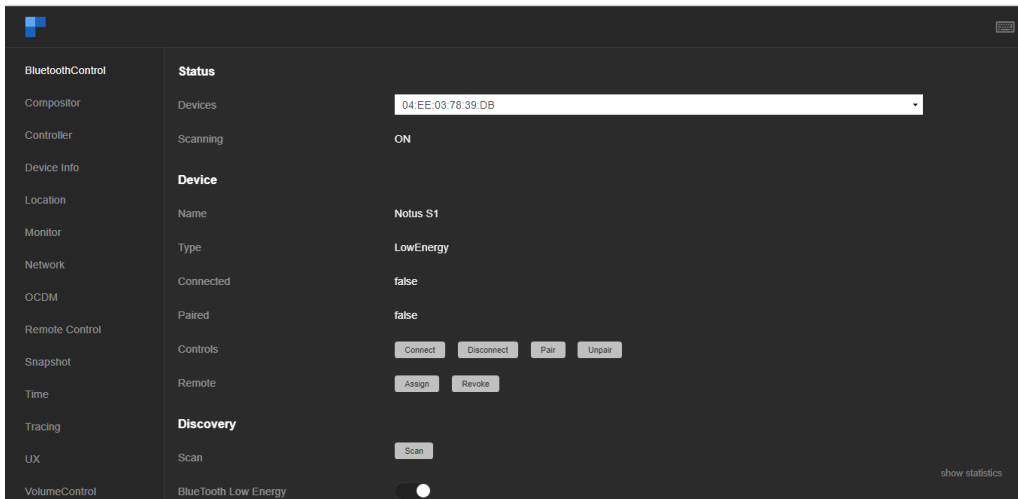 BluetoothControl
Compositor
Controller
Device Info
Location
Monitor
Network
OCDM
Remote Control
Snapshot
Time
Tracing
UX
VolumeControl
Status
Devices 04:EE:03:78:39:DB
Scanning ON
Device
Name Notus S1
Type LowEnergy
Connected false
Paired false
Controls Connect Disconnect Pair Unpair
Remote Assign Revoke
Discovery
Scan Scan
BlueTooth Low Energy
show statistics